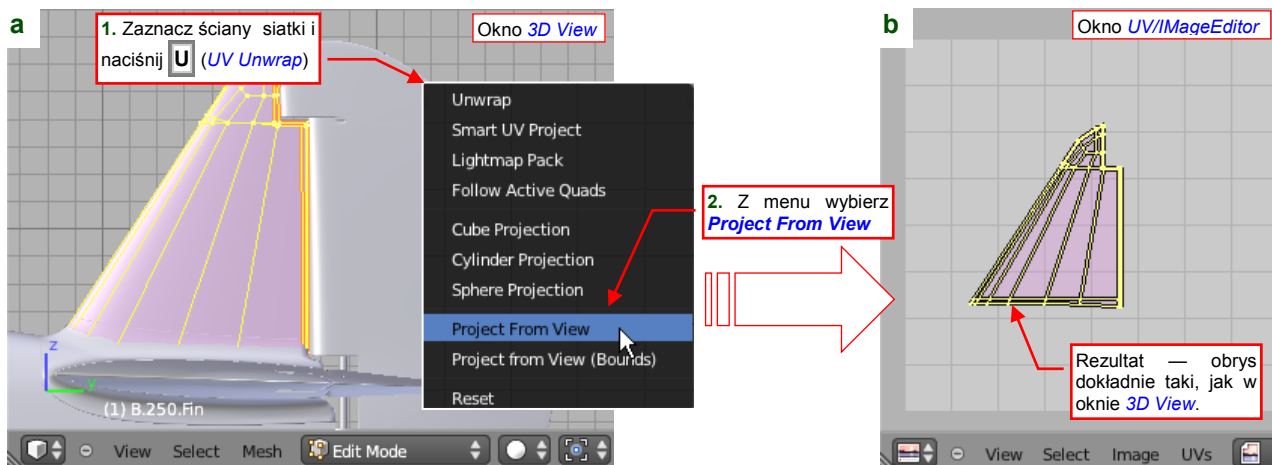 a
1. Zaznacz ściany siatki i
naciśnij U (UV Unwrap)
Okno 3D View
Unwrap
Smart UV Project
Lightmap Pack
Follow Active Quads
Cube Projection
Cylinder Projection
Sphere Projection
Project From View
Project from View (Bounds)
Reset
z
y
(1) B.250.Fin
View Select Mesh Edit Mode
2. Z menu wybierz
Project From View
b
Okno UV/IMageEditor
Rezultat — obrys
dokładnie taki, jak w
oknie 3D View.
View Select Image UVs